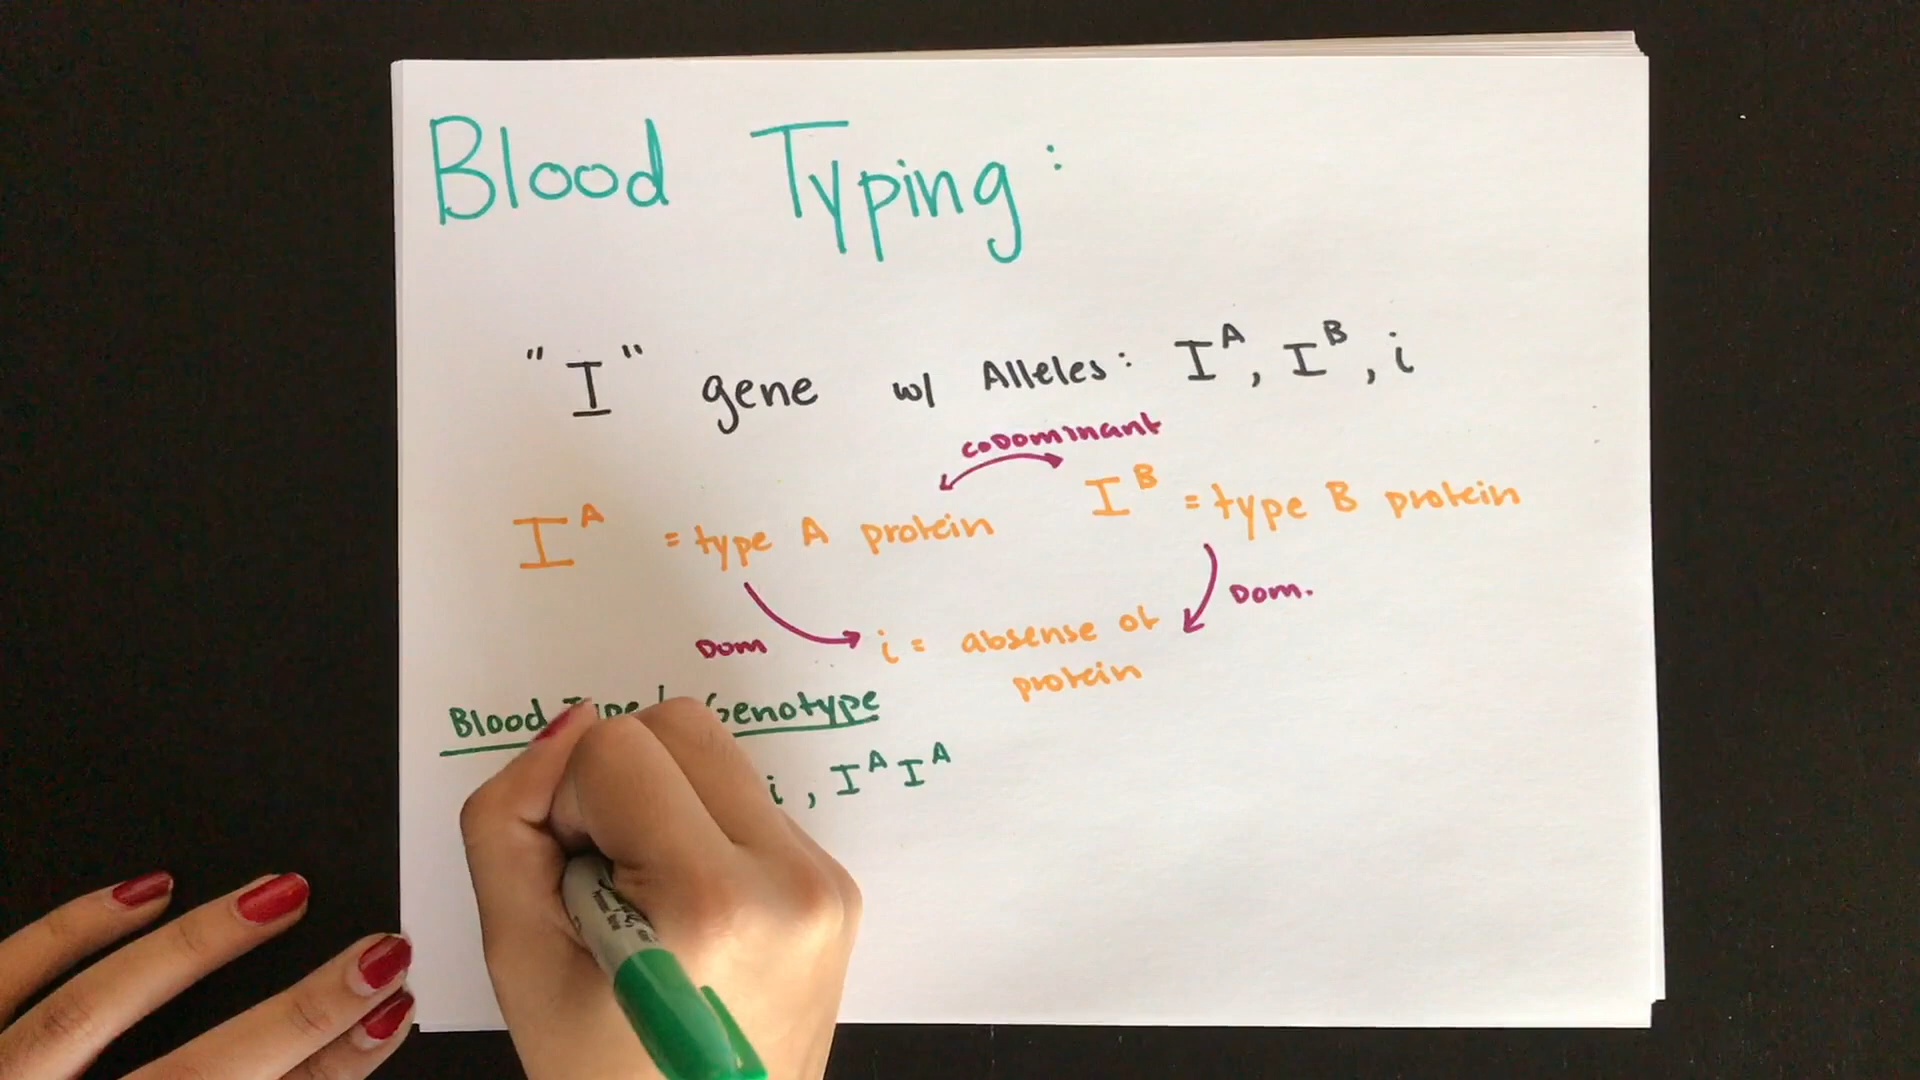 Blood Typing:
"I" gene w/ Alleles: Iᴬ, Iᴮ, i
coDominant
Iᴬ = type A protein
Iᴮ = type B protein
Dom
Dom.
i = absense of
protein
Blood Type | Genotype
i, IᴬIᴬ